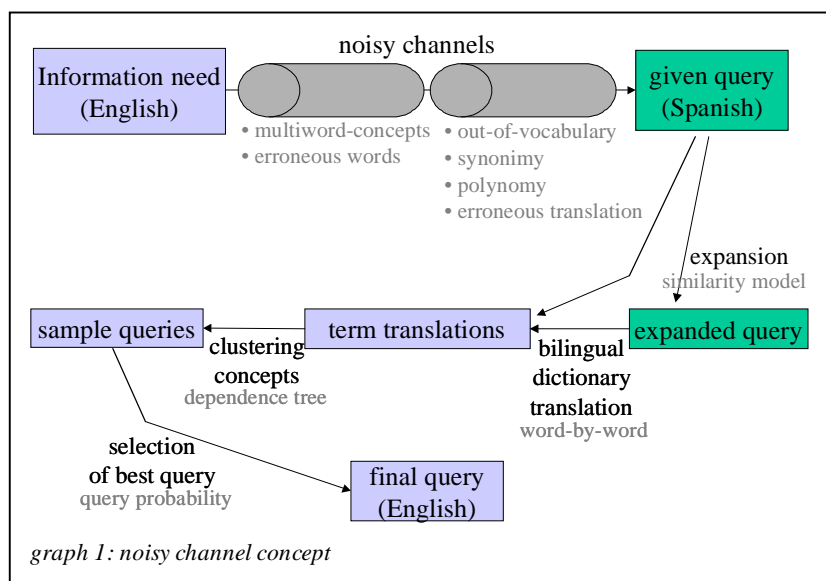 noisy channels
Information need
(English)
given query
(Spanish)
• multiword-concepts
• erroneous words
• out-of-vocabulary
• synonimy
• polynomy
• erroneous translation
expansion
similarity model
sample queries
term translations
expanded query
clustering
concepts
dependence tree
bilingual
dictionary
translation
word-by-word
selection
of best query
query probability
final query
(English)
graph 1: noisy channel concept